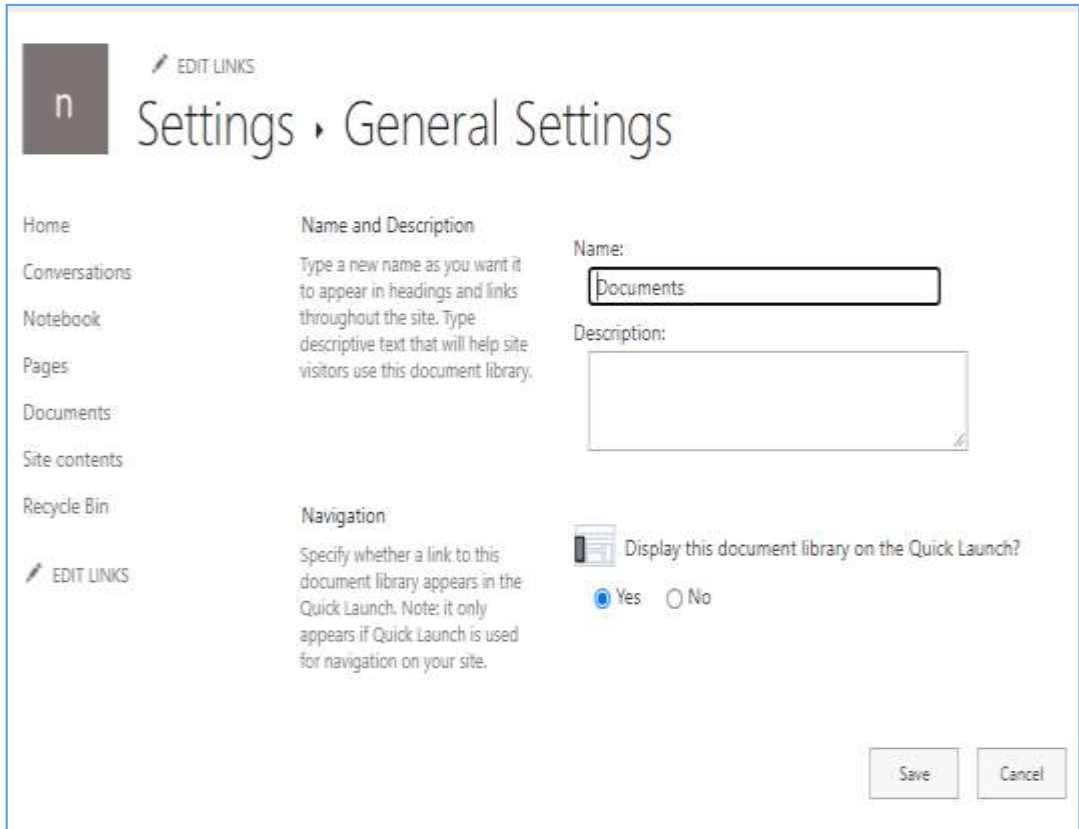 n
EDIT LINKS
Settings ▸ General Settings
Home
Conversations
Notebook
Pages
Documents
Site contents
Recycle Bin
EDIT LINKS
Name and Description
Type a new name as you want it
to appear in headings and links
throughout the site. Type
descriptive text that will help site
visitors use this document library.
Name:
Documents
Description:
Navigation
Specify whether a link to this
document library appears in the
Quick Launch. Note: it only
appears if Quick Launch is used
for navigation on your site.
Display this document library on the Quick Launch?
Yes No
Save Cancel